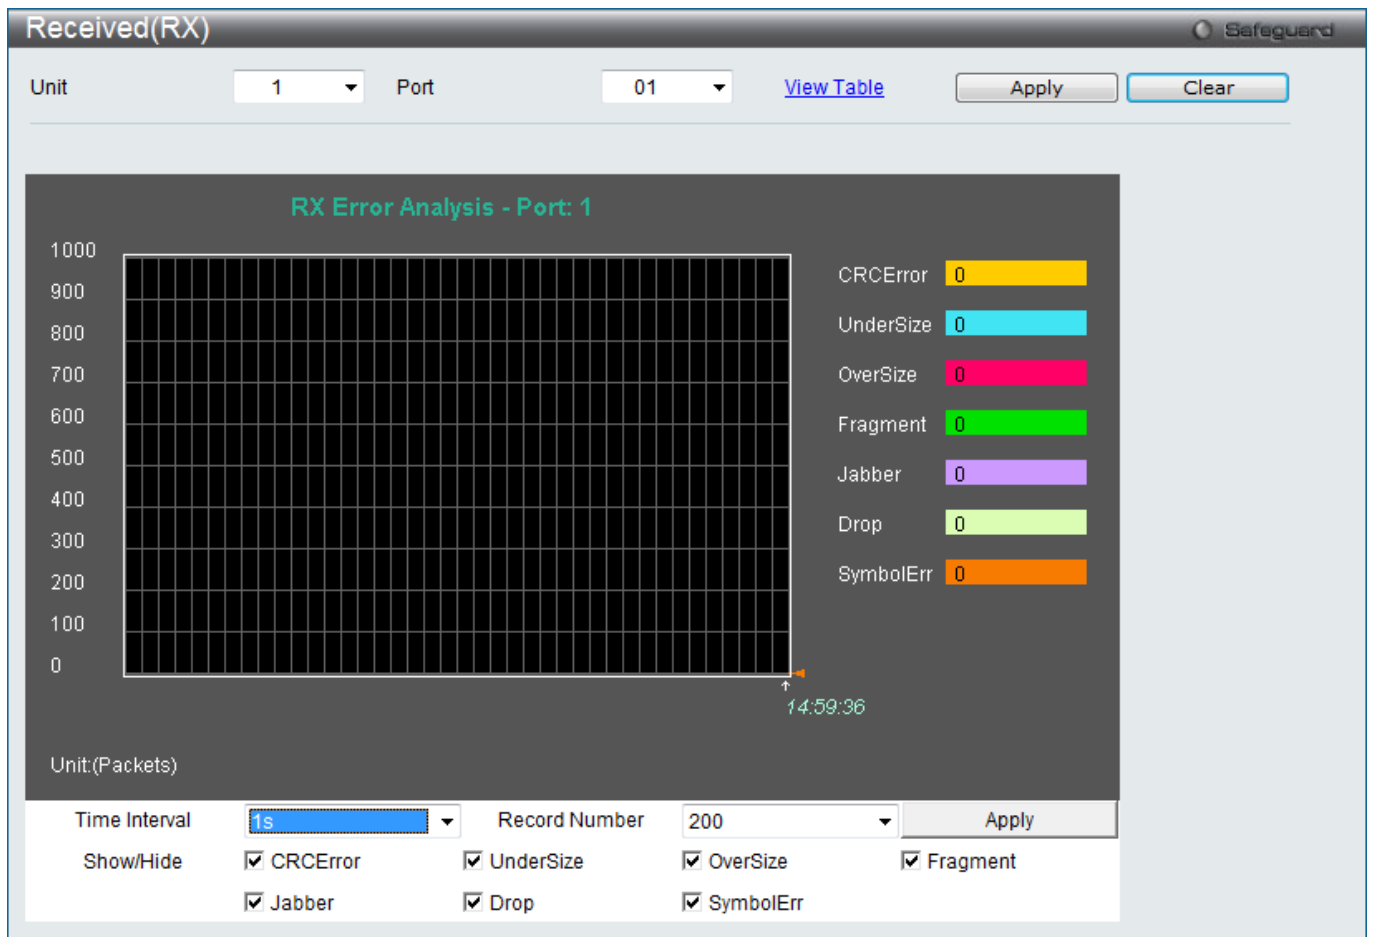 Received(RX)
Safeguard
Unit 1 Port 01 View Table Apply Clear
RX Error Analysis - Port: 1
1000
900
800
700
600
500
400
300
200
100
0
CRCError 0
UnderSize 0
OverSize 0
Fragment 0
Jabber 0
Drop 0
SymbolErr 0
14:59:36
Unit:(Packets)
Time Interval 1s Record Number 200 Apply
Show/Hide CRCError UnderSize OverSize Fragment
Jabber Drop SymbolErr